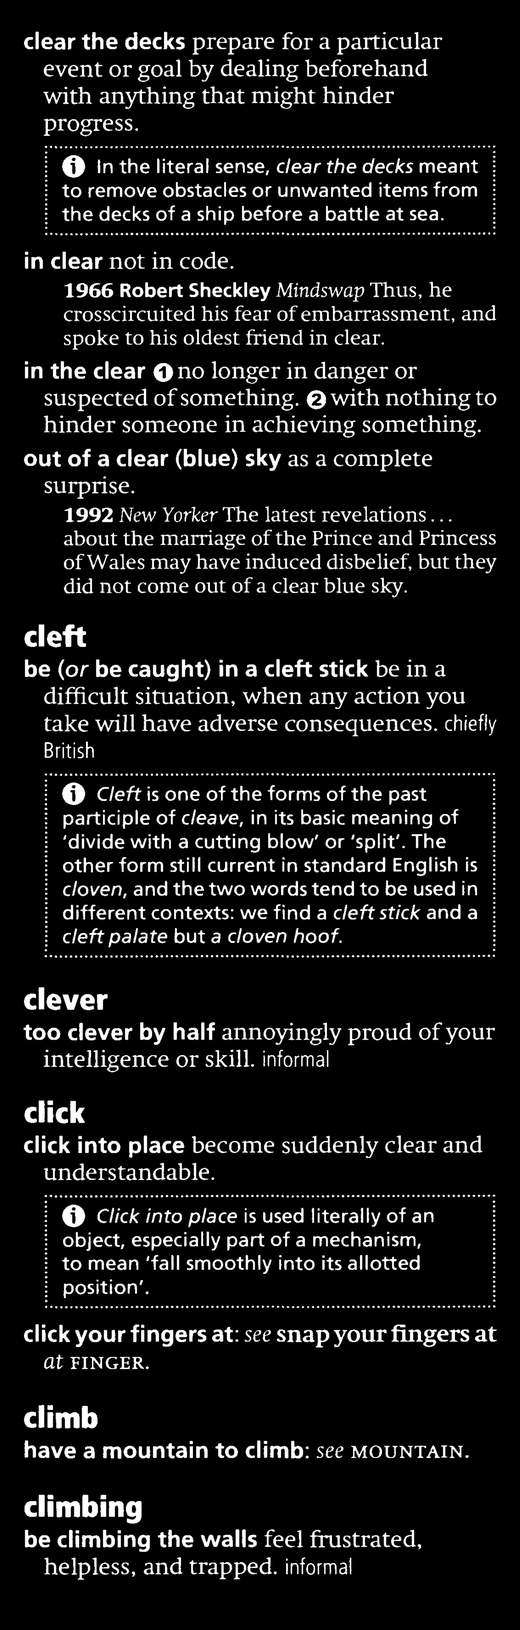 clear the decks prepare for a particular
event or goal by dealing beforehand
with anything that might hinder
progress.
ⓘ In the literal sense, clear the decks meant
to remove obstacles or unwanted items from
the decks of a ship before a battle at sea.
in clear not in code.
1966 Robert Sheckley Mindswap Thus, he
crosscircuited his fear of embarrassment, and
spoke to his oldest friend in clear.
in the clear ❶ no longer in danger or
suspected of something. ❷ with nothing to
hinder someone in achieving something.
out of a clear (blue) sky as a complete
surprise.
1992 New Yorker The latest revelations...
about the marriage of the Prince and Princess
of Wales may have induced disbelief, but they
did not come out of a clear blue sky.
cleft
be (or be caught) in a cleft stick be in a
difficult situation, when any action you
take will have adverse consequences. chiefly
British
ⓘ Cleft is one of the forms of the past
participle of cleave, in its basic meaning of
‘divide with a cutting blow’ or ‘split’. The
other form still current in standard English is
cloven, and the two words tend to be used in
different contexts: we find a cleft stick and a
cleft palate but a cloven hoof.
clever
too clever by half annoyingly proud of your
intelligence or skill. informal
click
click into place become suddenly clear and
understandable.
ⓘ Click into place is used literally of an
object, especially part of a mechanism,
to mean ‘fall smoothly into its allotted
position’.
click your fingers at: see snap your fingers at
at FINGER.
climb
have a mountain to climb: see MOUNTAIN.
climbing
be climbing the walls feel frustrated,
helpless, and trapped. informal